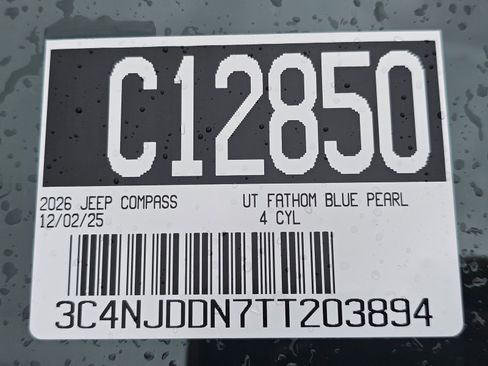 C12850
2026 JEEP COMPASS UT FATHOM BLUE PEARL
12/02/25 4 CYL
3C4NJDDN7TT203894